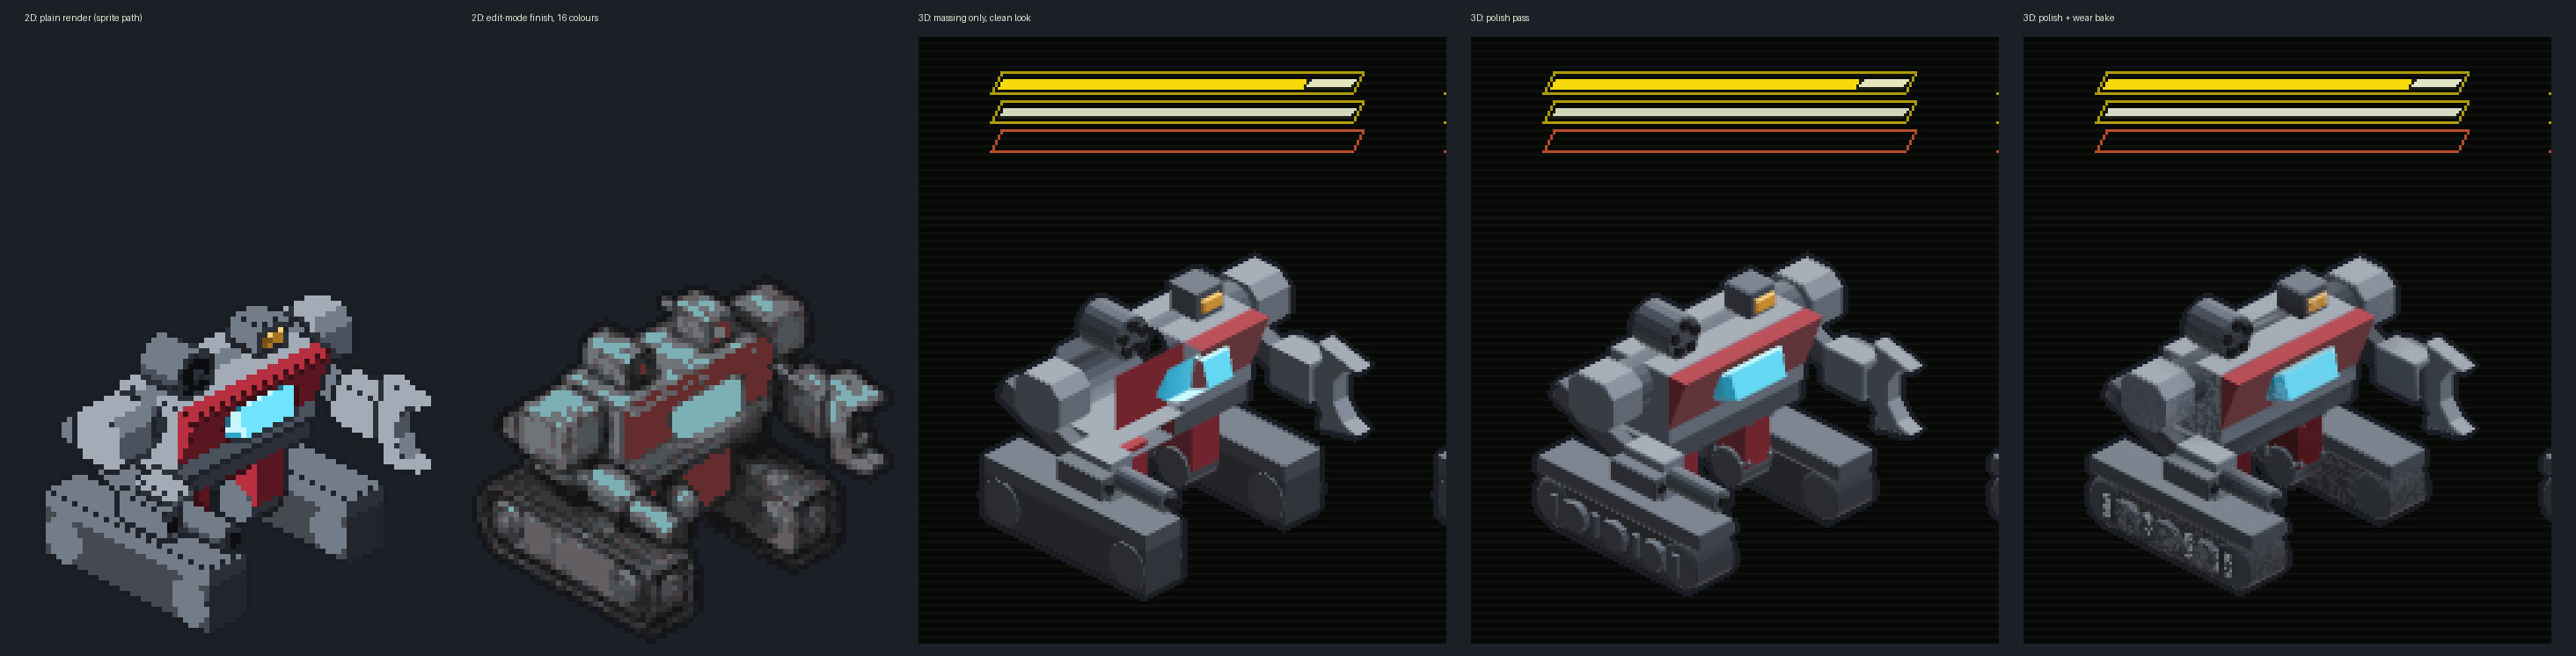 2D: plain render (sprite path)
2D: edit-mode finish, 16 colours
3D: massing only, clean look
3D: polish pass
3D: polish + wear bake